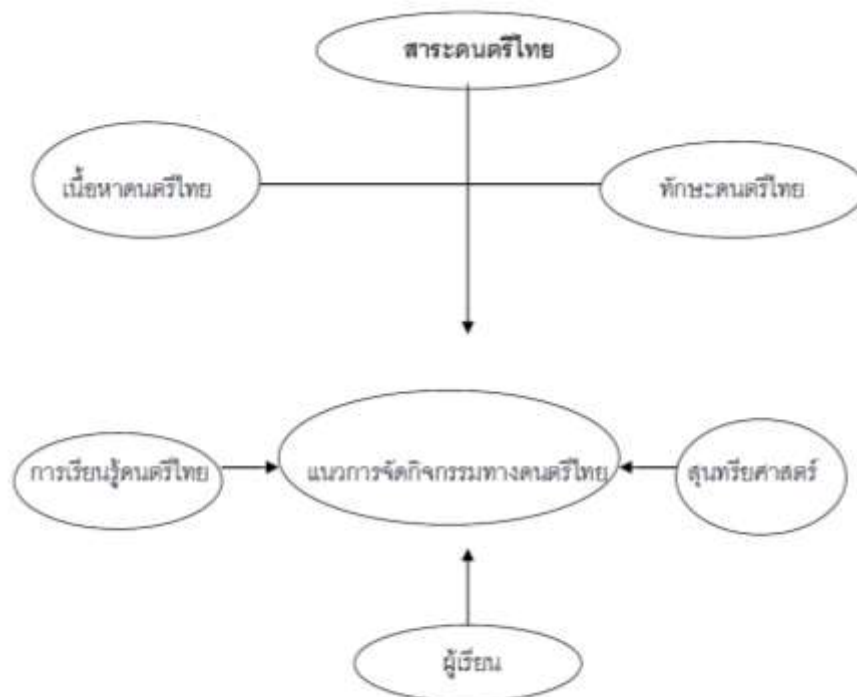 สาระดนตรีไทย
เนื้อหาดนตรีไทย
ทักษะดนตรีไทย
การเรียนรู้ดนตรีไทย
แนวการจัดกิจกรรมทางดนตรีไทย
สุนทรียศาสตร์
ผู้เรียน